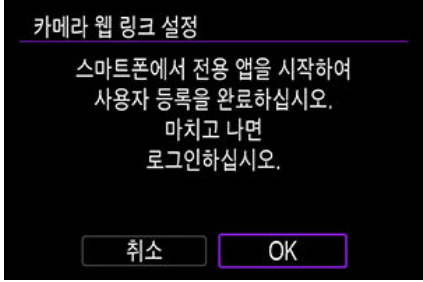 카메라 웹 링크 설정
스마트폰에서 전용 앱을 시작하여
사용자 등록을 완료하십시오.
마치고 나면
로그인하십시오.
취소
OK